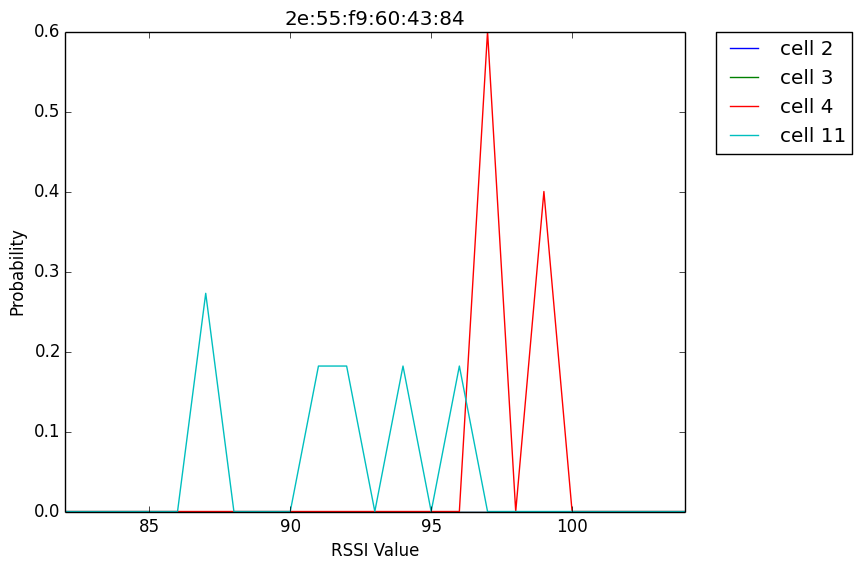 2e:55:f9:60:43:84
0.6
0.5
0.4
0.3
0.2
0.1
0.0
Probability
85 90 95 100
RSSI Value
cell 2
cell 3
cell 4
cell 11